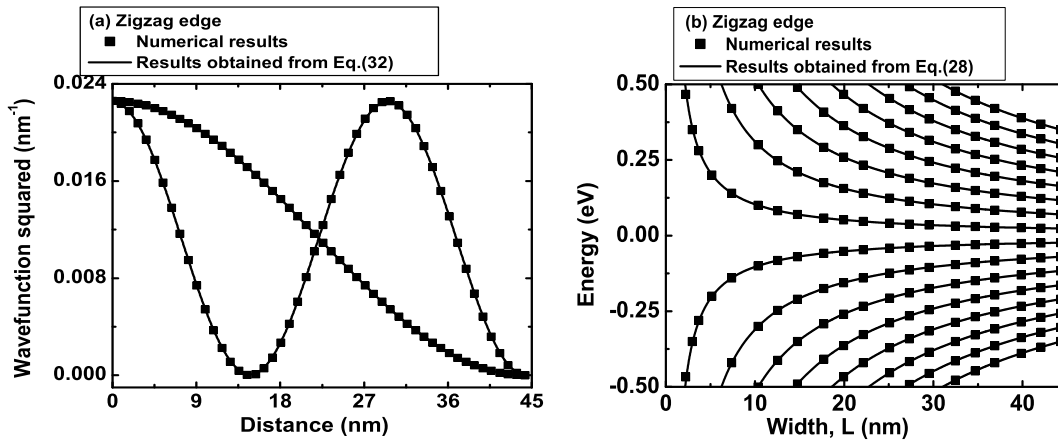 (a) Zigzag edge
Numerical results
Results obtained from Eq.(32)
Wavefunction squared (nm-1)
0.024
0.016
0.008
0.000
0 9 18 27 36 45
Distance (nm)
(b) Zigzag edge
Numerical results
Results obtained from Eq.(28)
Energy (eV)
0.50
0.25
0.00
-0.25
-0.50
0 10 20 30 40
Width, L (nm)